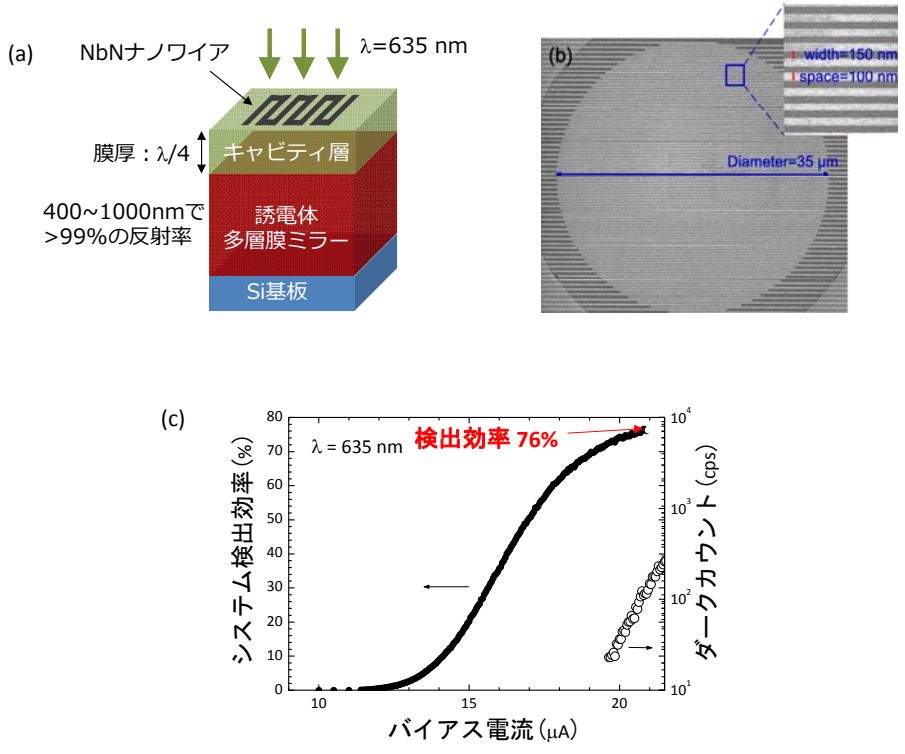 (a)
NbNナノワイア
λ=635 nm
膜厚：λ/4
キャビティ層
400~1000nmで
>99%の反射率
誘電体
多層膜ミラー
Si基板
(b)
width=150 nm
space=100 nm
Diameter=35 μm
(c)
システム検出効率(%)
80
70
60
50
40
30
20
10
0
λ = 635 nm
検出効率 76%
10
15
20
バイアス電流(μA)
10⁴
10³
10²
10¹
ダークカウント(cps)